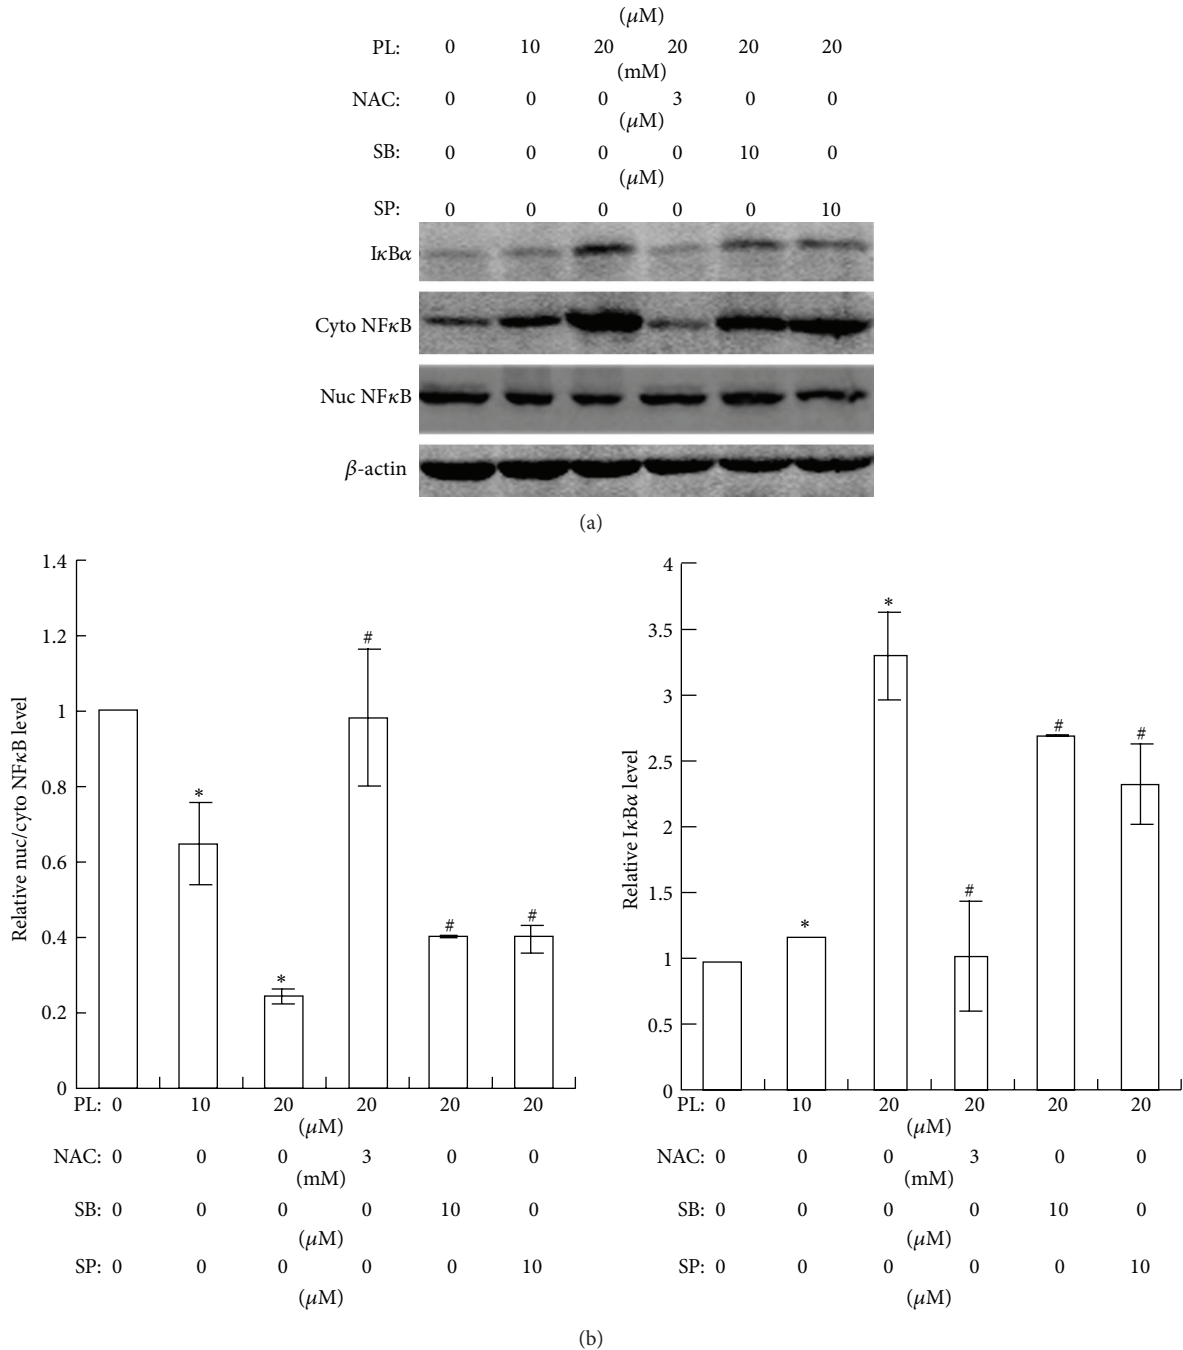 (μM)
PL: 0 10 20 20 20 20
(mM)
NAC: 0 0 0 3 0 0
(μM)
SB: 0 0 0 0 10 0
(μM)
SP: 0 0 0 0 0 10
IκBα
Cyto NFκB
Nuc NFκB
β-actin
(a)
Relative nuc/cyto NFκB level
1.4
1.2
1
0.8
0.6
0.4
0.2
0
* * # # #
PL: 0 10 20 20 20 20
(μM)
NAC: 0 0 0 3 0 0
(mM)
SB: 0 0 0 0 10 0
(μM)
SP: 0 0 0 0 0 10
(μM)
Relative IκBα level
4
3.5
3
2.5
2
1.5
1
0.5
0
* * # # #
PL: 0 10 20 20 20 20
(μM)
NAC: 0 0 0 3 0 0
(mM)
SB: 0 0 0 0 10 0
(μM)
SP: 0 0 0 0 0 10
(μM)
(b)